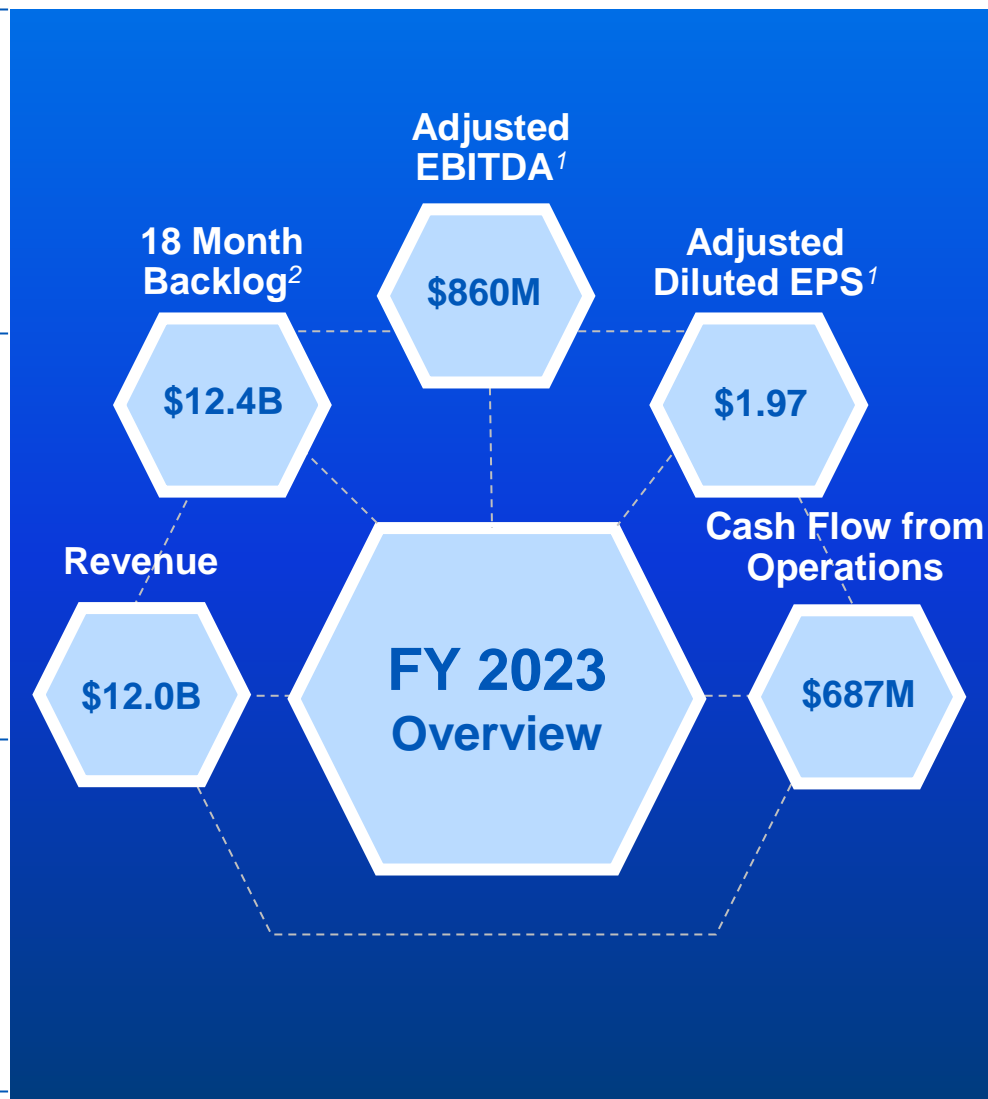 Adjusted
EBITDA1
$860M
18 Month
Backlog2
$12.4B
Adjusted
Diluted EPS1
$1.97
Revenue
$12.0B
Cash Flow from
Operations
$687M
FY 2023
Overview